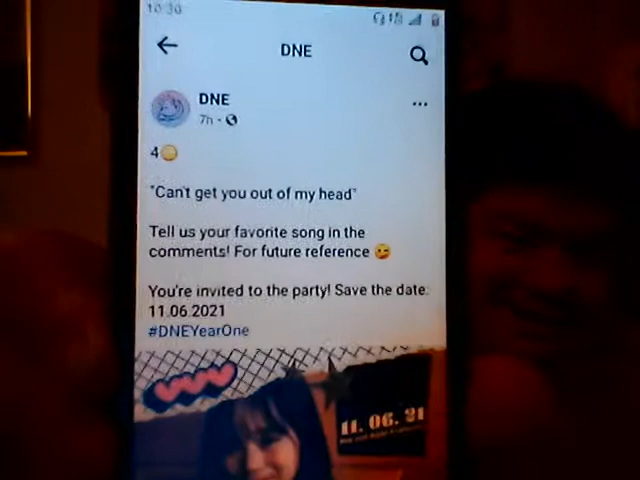 10:30
DNE
DNE
7h
4
"Can't get you out of my head"
Tell us your favorite song in the
comments! For future reference
You're invited to the party! Save the date:
11.06.2021
#DNEYearOne
11. 06. 21